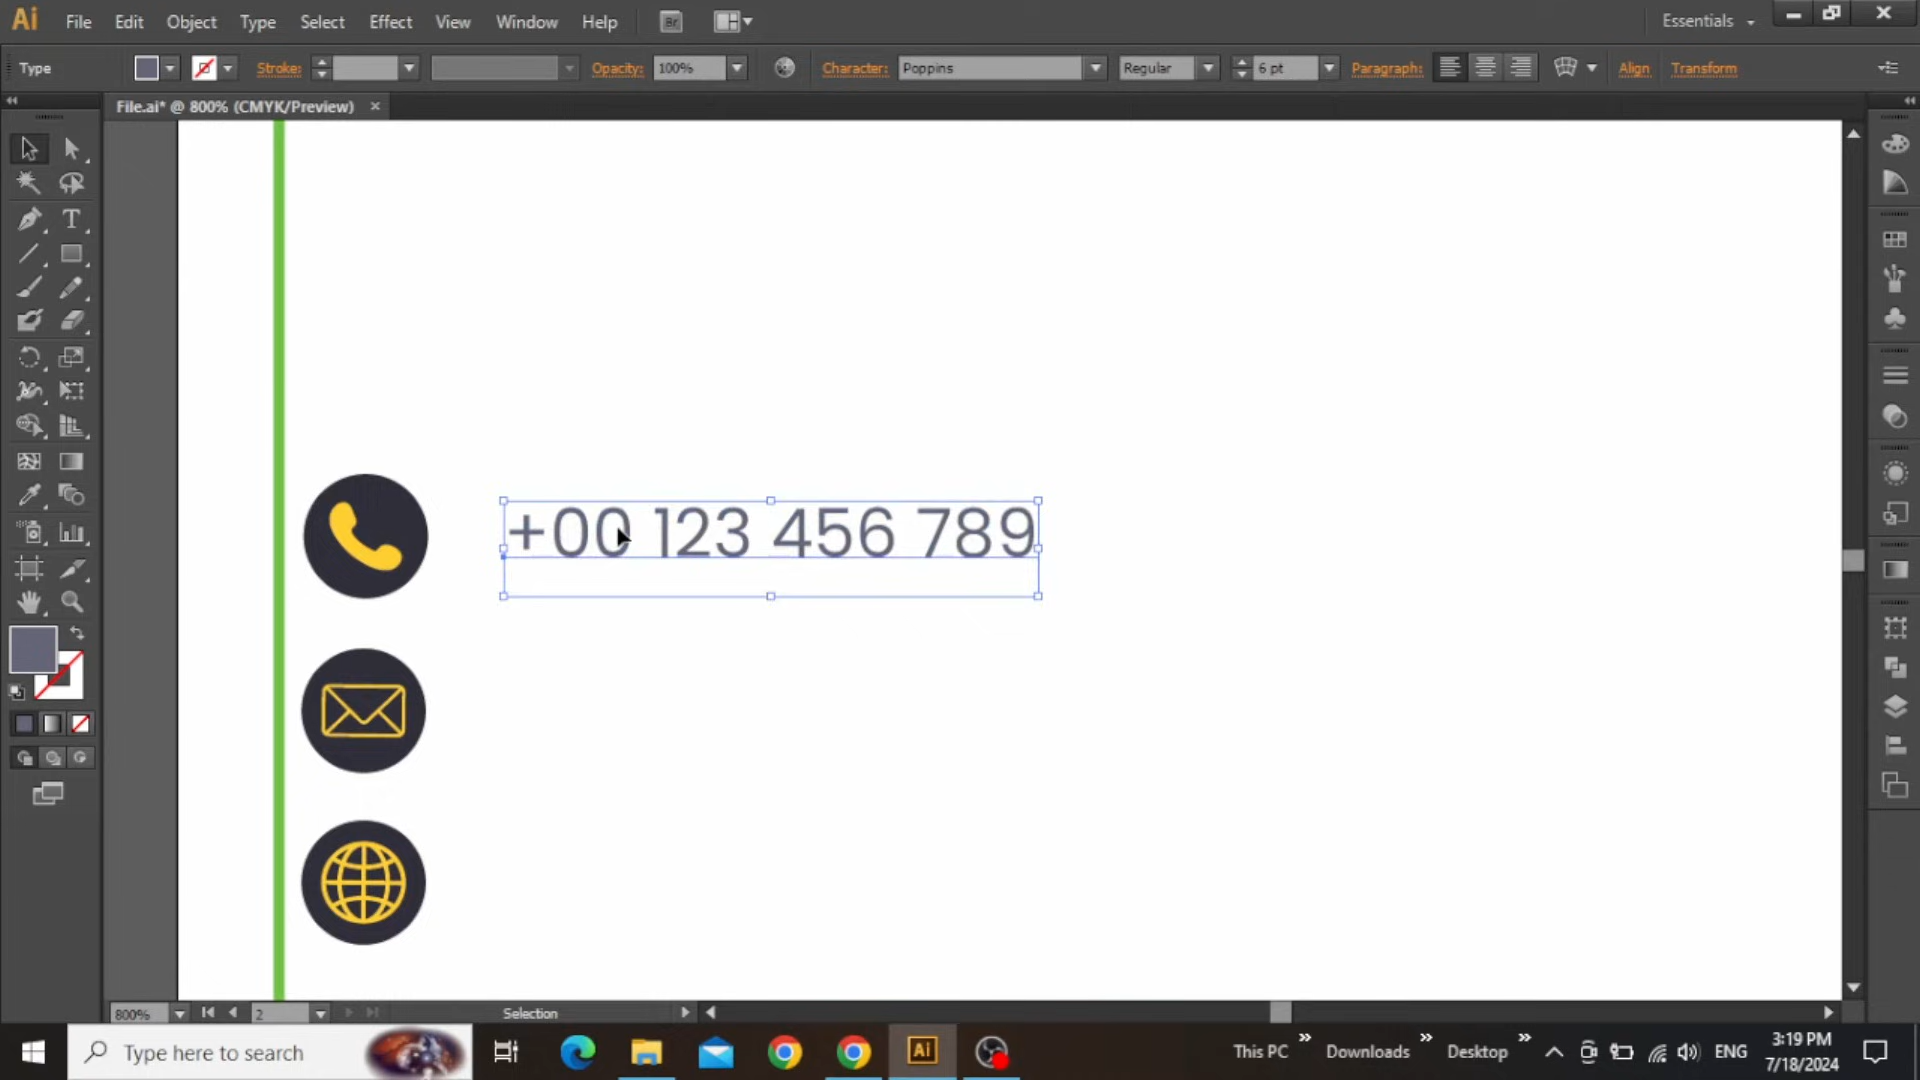 Ai File Edit Object Type Select Effect View Window Help Br Essentials
Type Stroke: Opacity: 100% Character: Poppins Regular 6 pt Paragraph: Align Transform
File.ai* @ 800% (CMYK/Preview)
+00 123 456 789
800% 2 Selection
Type here to search Ai This PC Downloads Desktop ENG 3:19 PM
7/18/2024